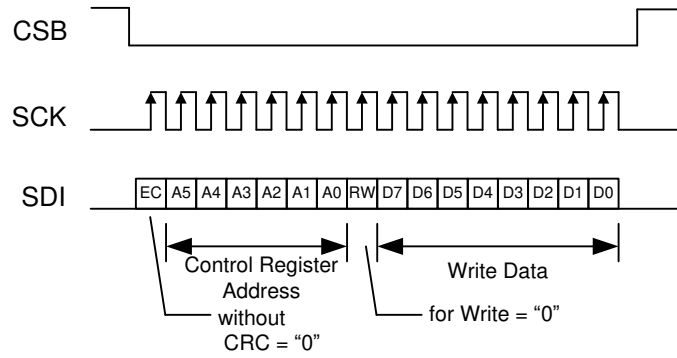 CSB
SCK
SDI
EC A5 A4 A3 A2 A1 A0 RW D7 D6 D5 D4 D3 D2 D1 D0
Control Register
Address
Write Data
without
CRC = “0”
for Write = “0”